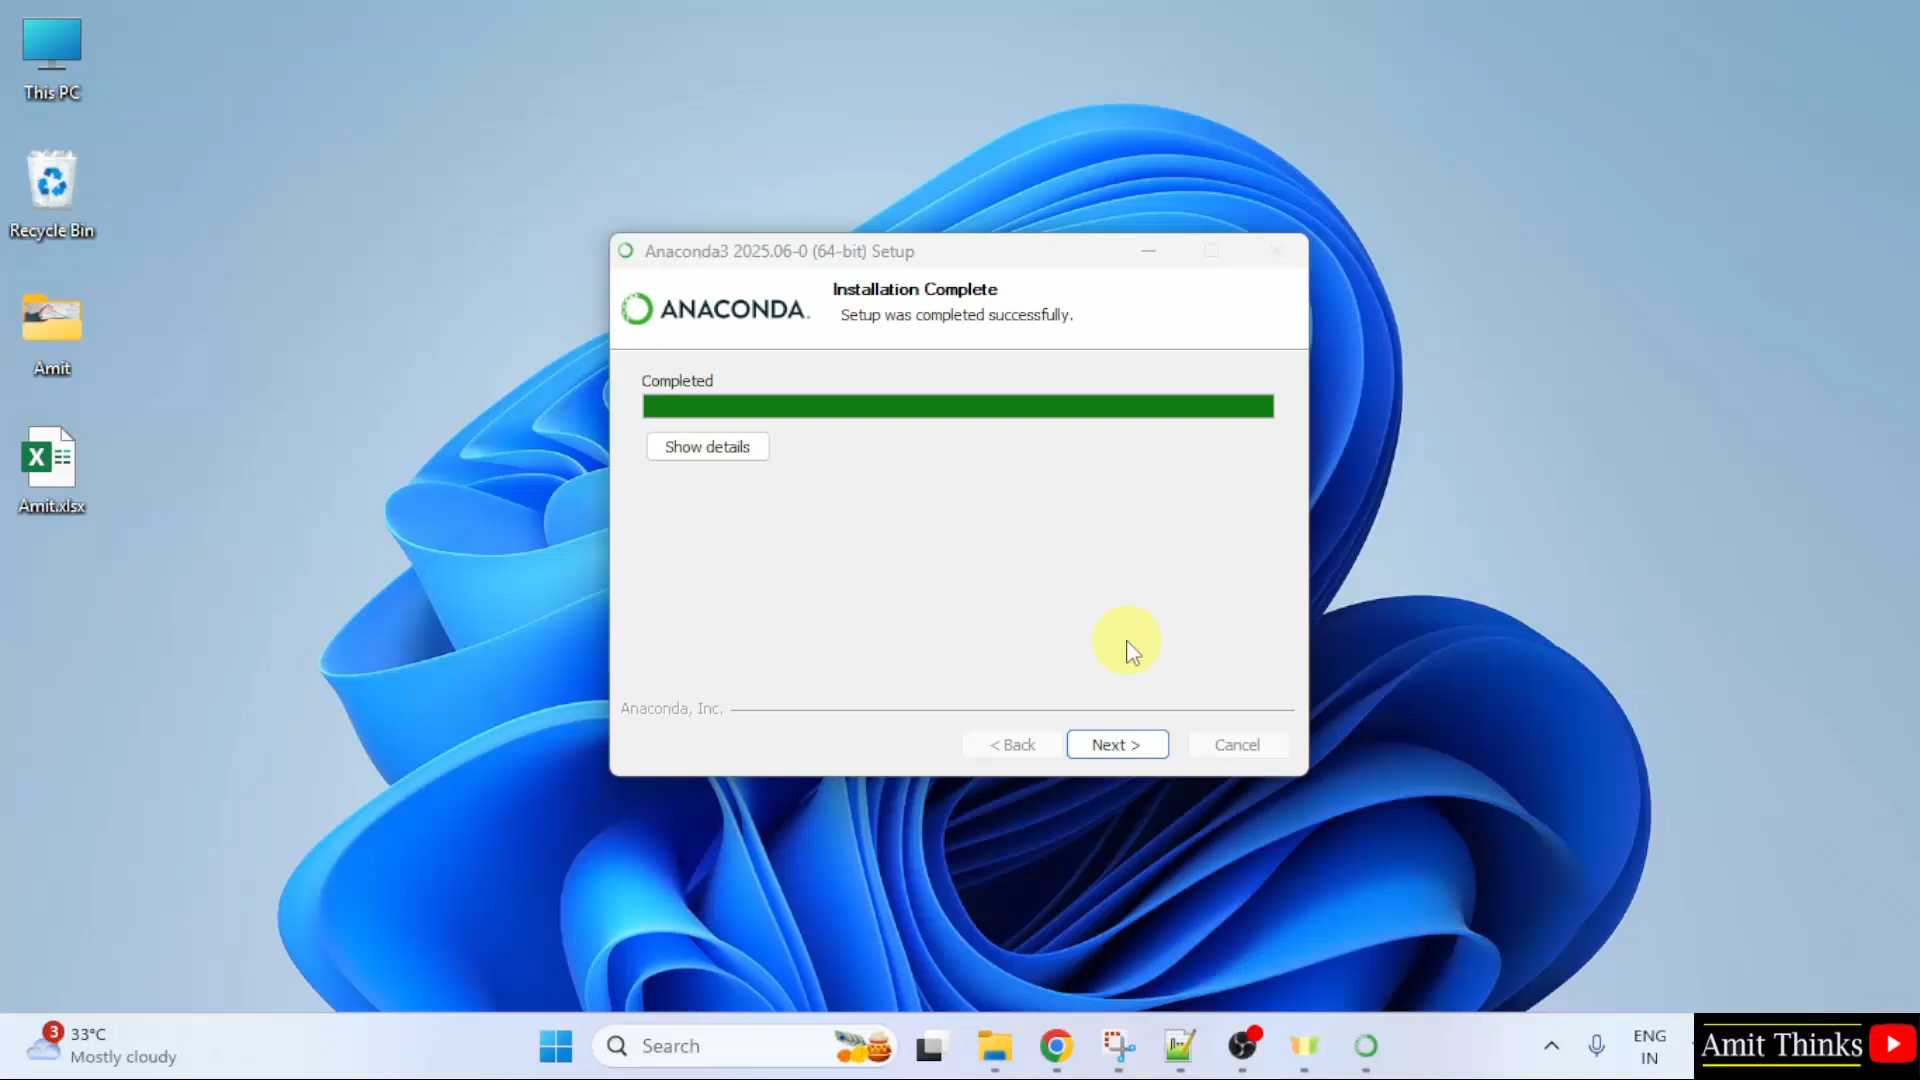 This PC
Recycle Bin
Amit
X
Amit.xlsx
Anaconda3 2025.06-0 (64-bit) Setup
ANACONDA.
Installation Complete
Setup was completed successfully.
Completed
Show details
Anaconda, Inc.
< Back
Next >
Cancel
3
33°C
Mostly cloudy
Search
ENG
IN
Amit Thinks